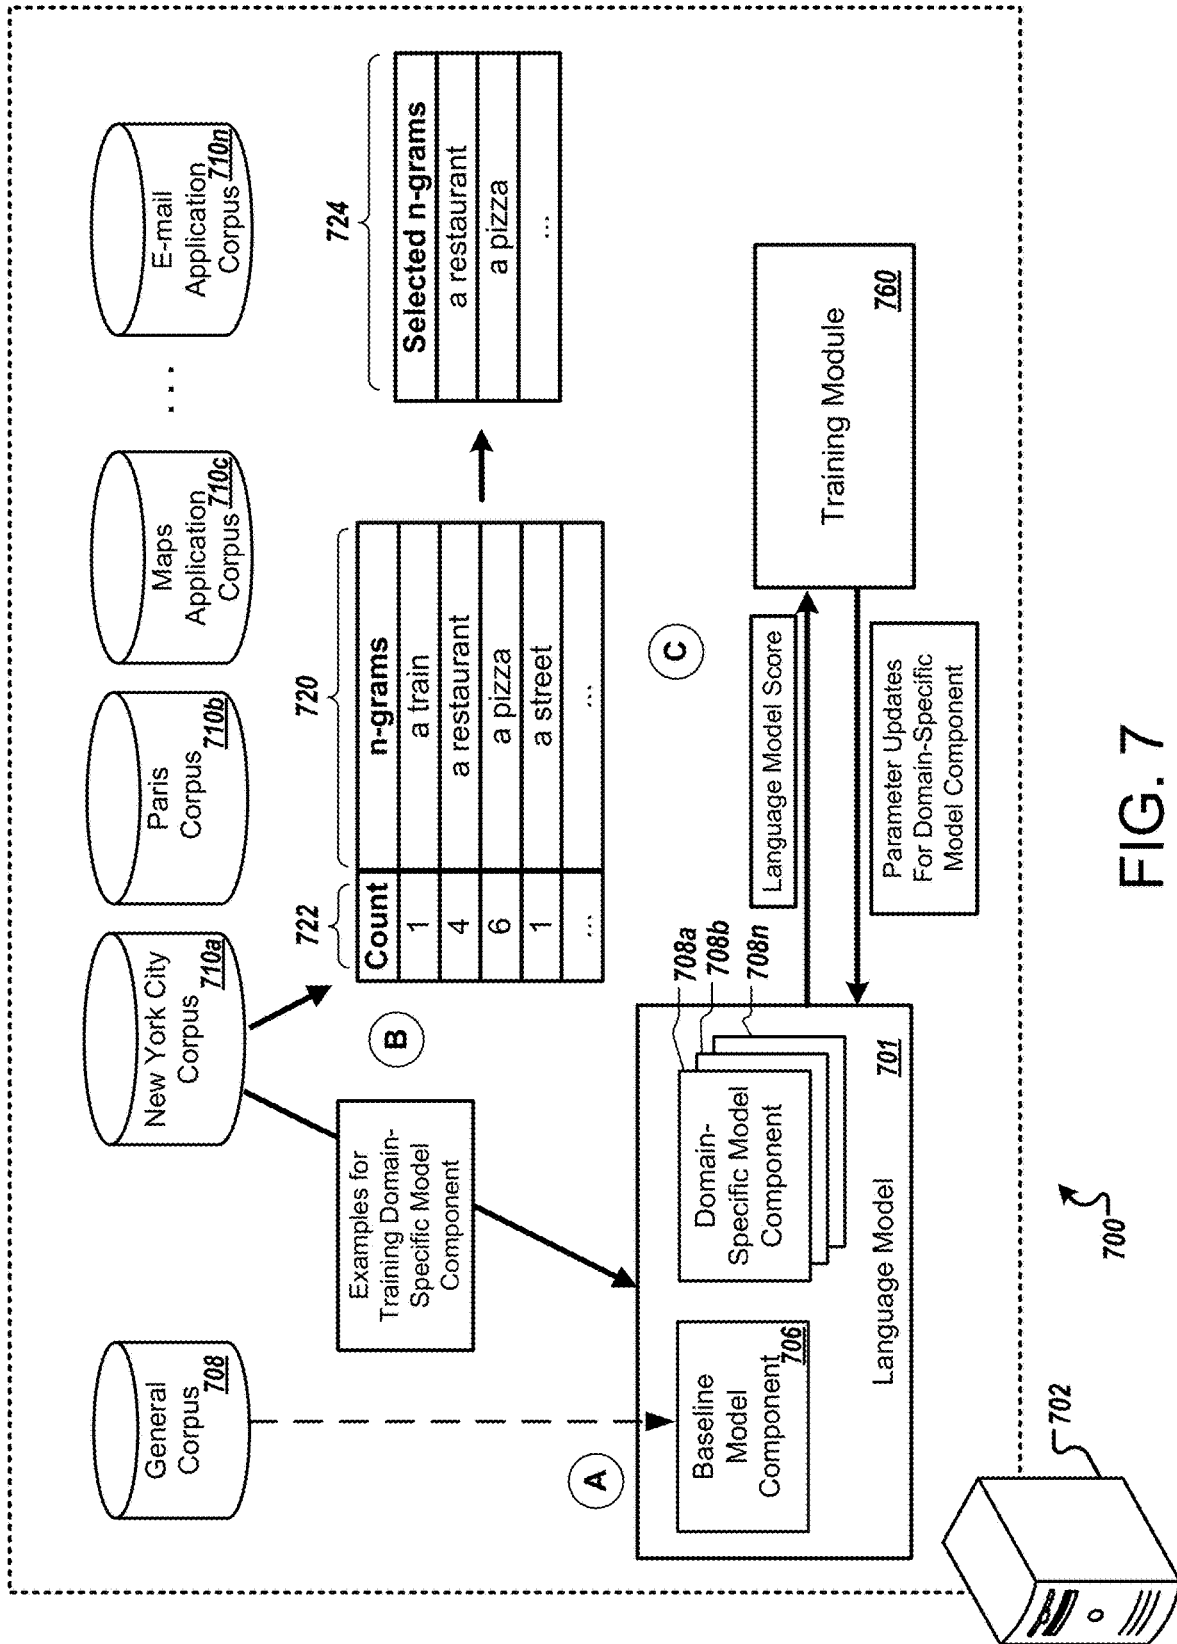 General
Corpus
708
New York City
Corpus
710a
Paris
Corpus
710b
Maps
Application
Corpus
710c
. . .
E-mail
Application
Corpus
710n
Examples for
Training Domain-
Specific Model
Component
B
722
720
Count n-grams
1 a train
4 a restaurant
6 a pizza
1 a street
... ...
724
Selected n-grams
a restaurant
a pizza
...
A
Baseline
Model
Component
706
Domain-
Specific Model
Component
708a
708b
708n
Language Model
701
C
Language Model Score
Parameter Updates
For Domain-Specific
Model Component
Training Module
760
702
700
FIG. 7